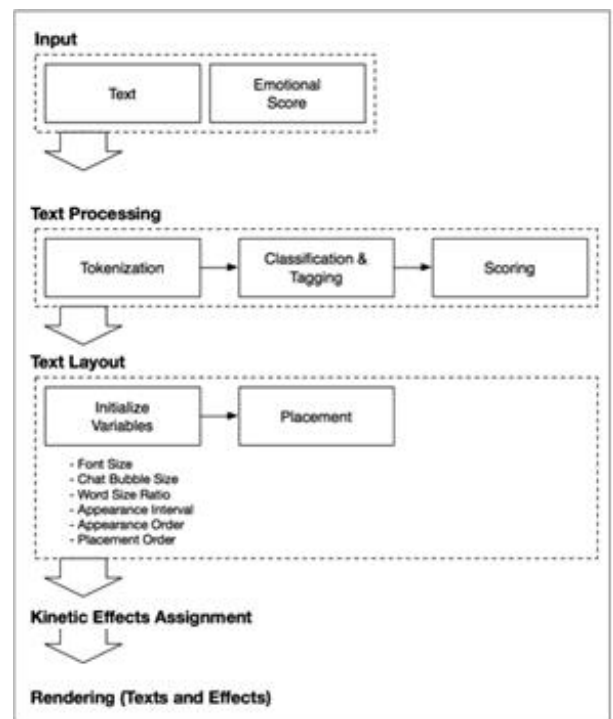 Input
Text
Emotional
Score
Text Processing
Tokenization
Classification &
Tagging
Scoring
Text Layout
Initialize
Variables
Placement
- Font Size
- Chat Bubble Size
- Word Size Ratio
- Appearance Interval
- Appearance Order
- Placement Order
Kinetic Effects Assignment
Rendering (Texts and Effects)